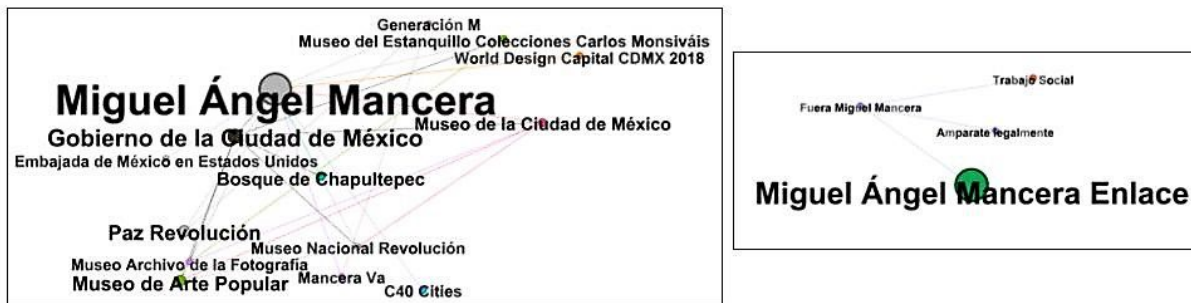 Generación M
Museo del Estanquillo Colecciones Carlos Monsiváis
World Design Capital CDMX 2018
Miguel Ángel Mancera
Gobierno de la Ciudad de México
Museo de la Ciudad de México
Embajada de México en Estados Unidos
Bosque de Chapultepec
Paz Revolución
Museo Nacional Revolución
Museo Archivo de la Fotografía
Museo de Arte Popular
Mancera Va
C40 Cities
Trabajo Social
Fuera Miguel Mancera
Amparate legalmente
Miguel Ángel Mancera Enlace